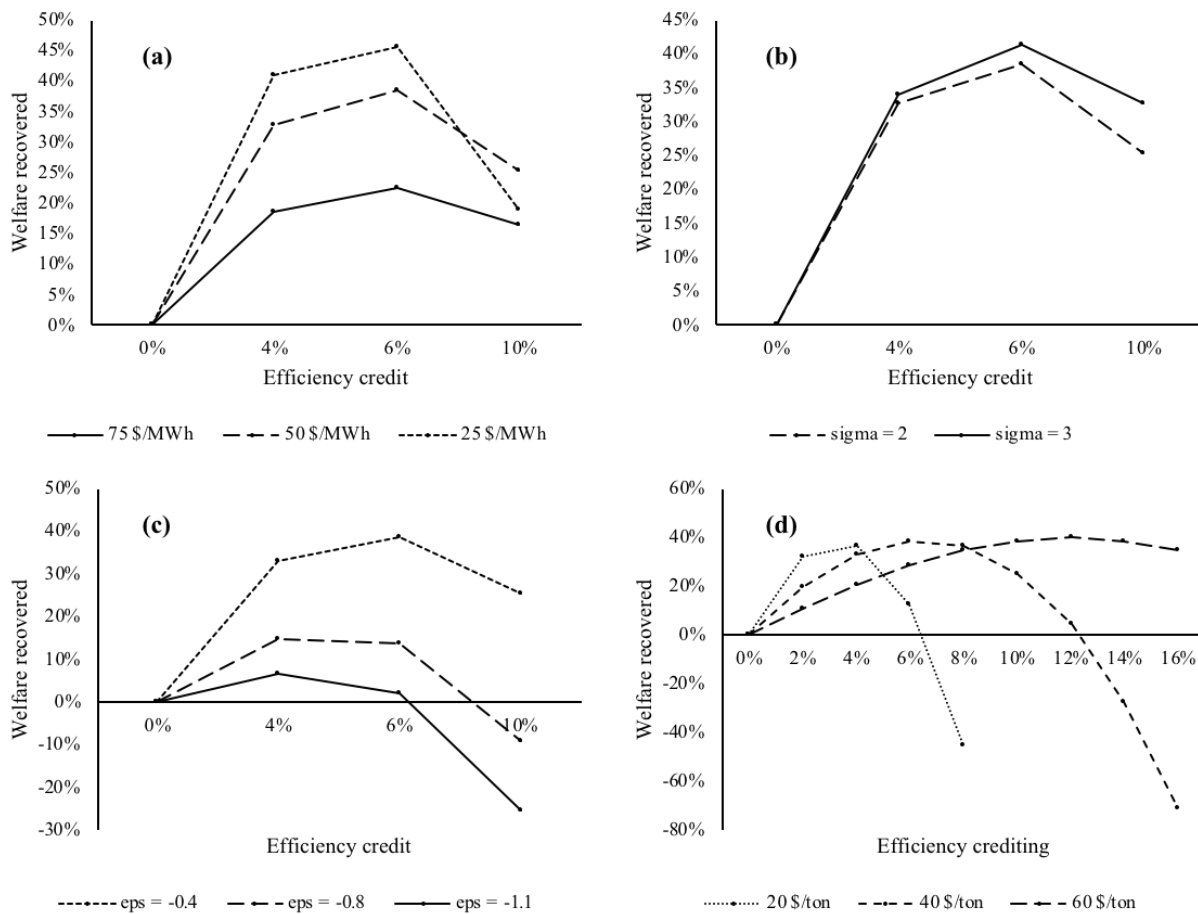 (a)
Welfare recovered
50%
45%
40%
35%
30%
25%
20%
15%
10%
5%
0%
0% 4% 6% 10%
Efficiency credit
75 $/MWh 50 $/MWh 25 $/MWh
(b)
Welfare recovered
45%
40%
35%
30%
25%
20%
15%
10%
5%
0%
0% 4% 6% 10%
Efficiency credit
sigma = 2 sigma = 3
(c)
Welfare recovered
50%
40%
30%
20%
10%
0%
-10%
-20%
-30%
0% 4% 6% 10%
Efficiency credit
eps = -0.4 eps = -0.8 eps = -1.1
(d)
Welfare recovered
60%
40%
20%
0%
-20%
-40%
-60%
-80%
0% 2% 4% 6% 8% 10% 12% 14% 16%
Efficiency crediting
20 $/ton 40 $/ton 60 $/ton